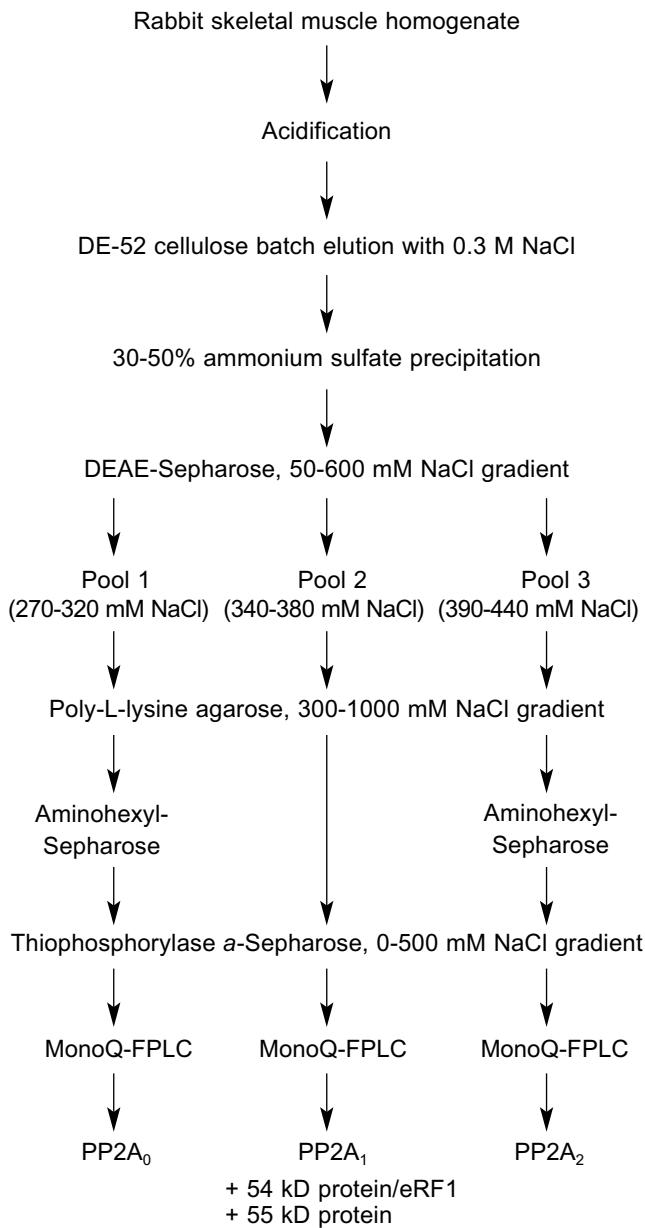 Rabbit skeletal muscle homogenate
Acidification
DE-52 cellulose batch elution with 0.3 M NaCl
30-50% ammonium sulfate precipitation
DEAE-Sepharose, 50-600 mM NaCl gradient
Pool 1 Pool 2 Pool 3
(270-320 mM NaCl) (340-380 mM NaCl) (390-440 mM NaCl)
Poly-L-lysine agarose, 300-1000 mM NaCl gradient
Aminohexyl- Aminohexyl-
Sepharose Sepharose
Thiophosphorylase a-Sepharose, 0-500 mM NaCl gradient
MonoQ-FPLC MonoQ-FPLC MonoQ-FPLC
PP2A₀ PP2A₁ PP2A₂
+ 54 kD protein/eRF1
+ 55 kD protein